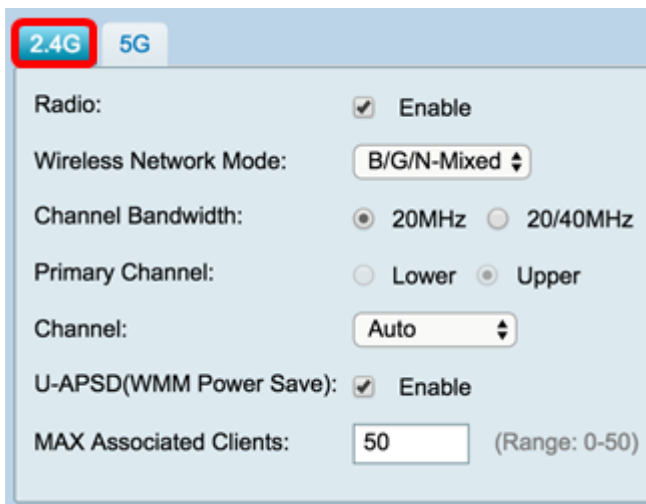 2.4G 5G
Radio: Enable
Wireless Network Mode: B/G/N-Mixed
Channel Bandwidth: 20MHz 20/40MHz
Primary Channel: Lower Upper
Channel: Auto
U-APSD(WMM Power Save): Enable
MAX Associated Clients: 50 (Range: 0-50)